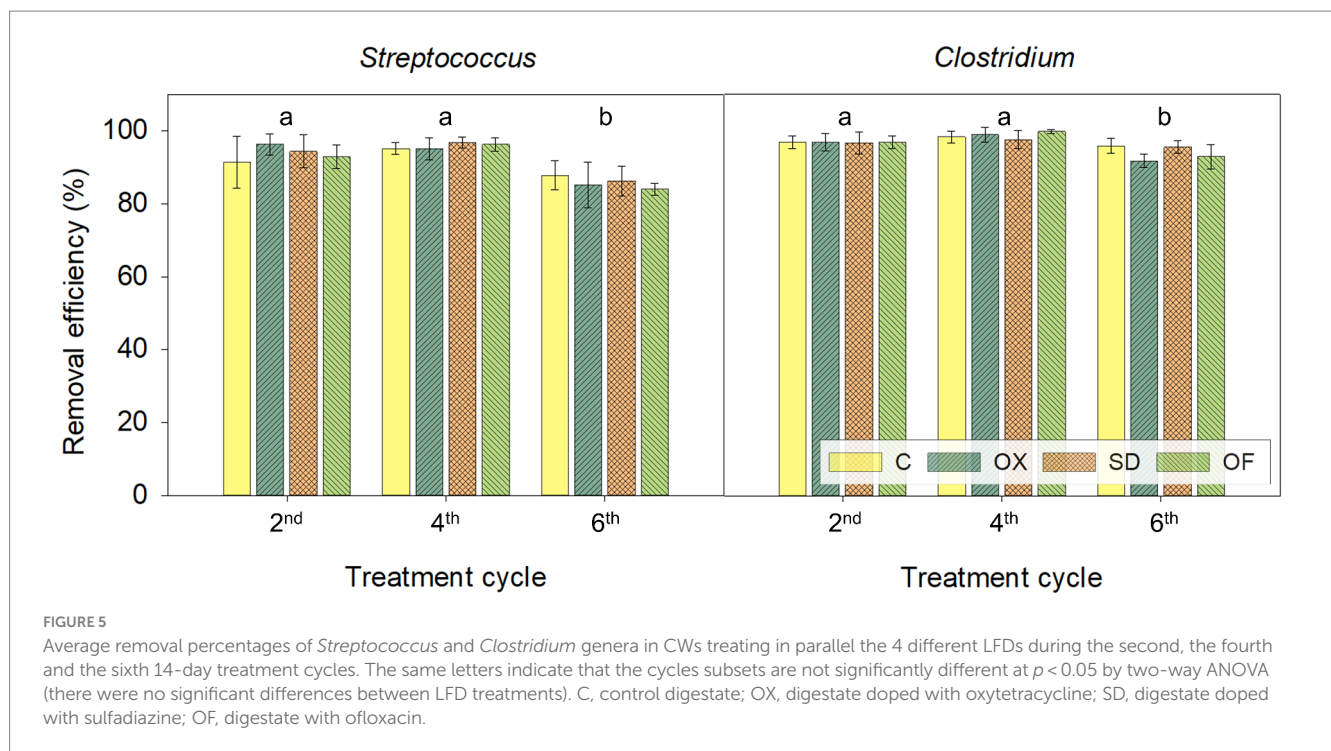 Streptococcus
Clostridium
Removal efficiency (%)
100
80
60
40
20
0
a
a
b
a
a
b
C
OX
SD
OF
2nd
4th
6th
2nd
4th
6th
Treatment cycle
Treatment cycle
FIGURE 5
Average removal percentages of Streptococcus and Clostridium genera in CWs treating in parallel the 4 different LFDs during the second, the fourth
and the sixth 14-day treatment cycles. The same letters indicate that the cycles subsets are not significantly different at p < 0.05 by two-way ANOVA
(there were no significant differences between LFD treatments). C, control digestate; OX, digestate doped with oxytetracycline; SD, digestate doped
with sulfadiazine; OF, digestate with ofloxacin.